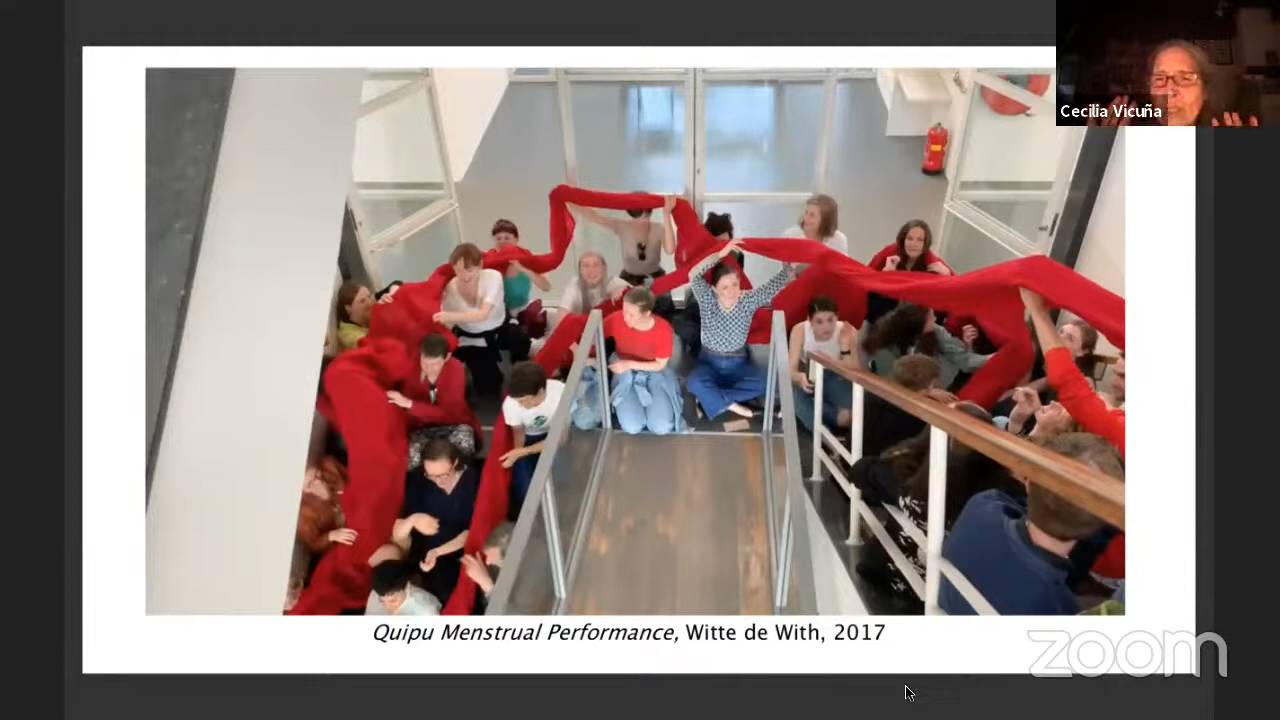 Cecilia Vicuña
Quipu Menstrual Performance, Witte de With, 2017
zoom